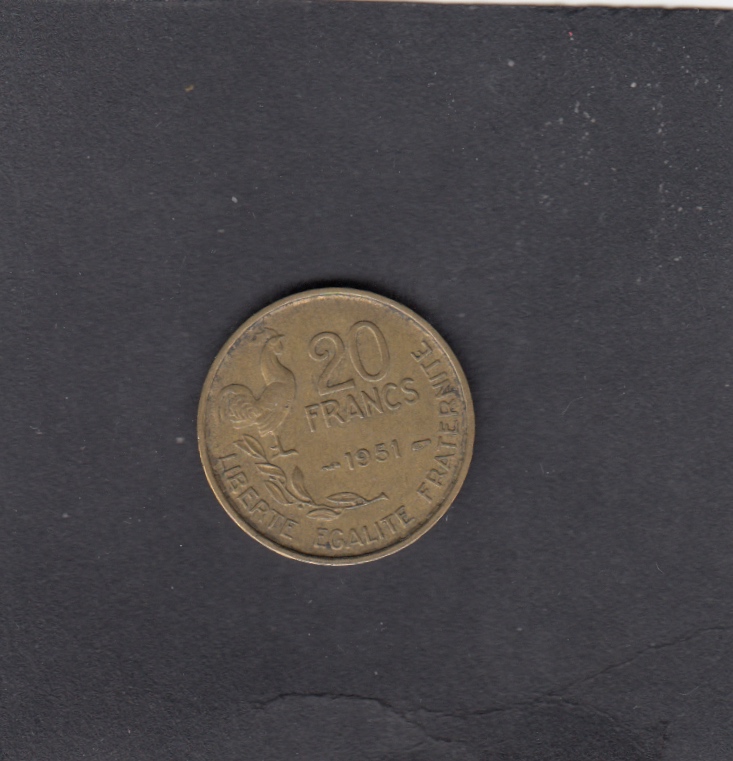 20
FRANCS
1951
LIBERTE EGALITE FRATERNITE